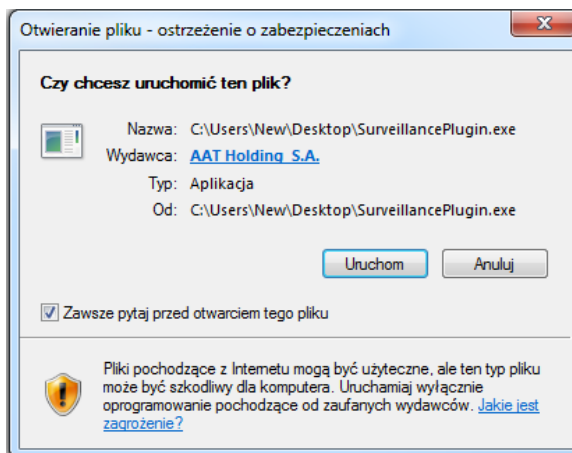 Otwieranie pliku - ostrzeżenie o zabezpieczeniach
Czy chcesz uruchomić ten plik?
Nazwa: C:\Users\New\Desktop\SurveillancePlugin.exe
Wydawca: AAT Holding S.A.
Typ: Aplikacja
Od: C:\Users\New\Desktop\SurveillancePlugin.exe
Uruchom Anuluj
Zawsze pytaj przed otwarciem tego pliku
Pliki pochodzące z Internetu mogą być użyteczne, ale ten typ pliku
może być szkodliwy dla komputera. Uruchamiaj wyłącznie
oprogramowanie pochodzące od zaufanych wydawców. Jakie jest
zagrożenie?